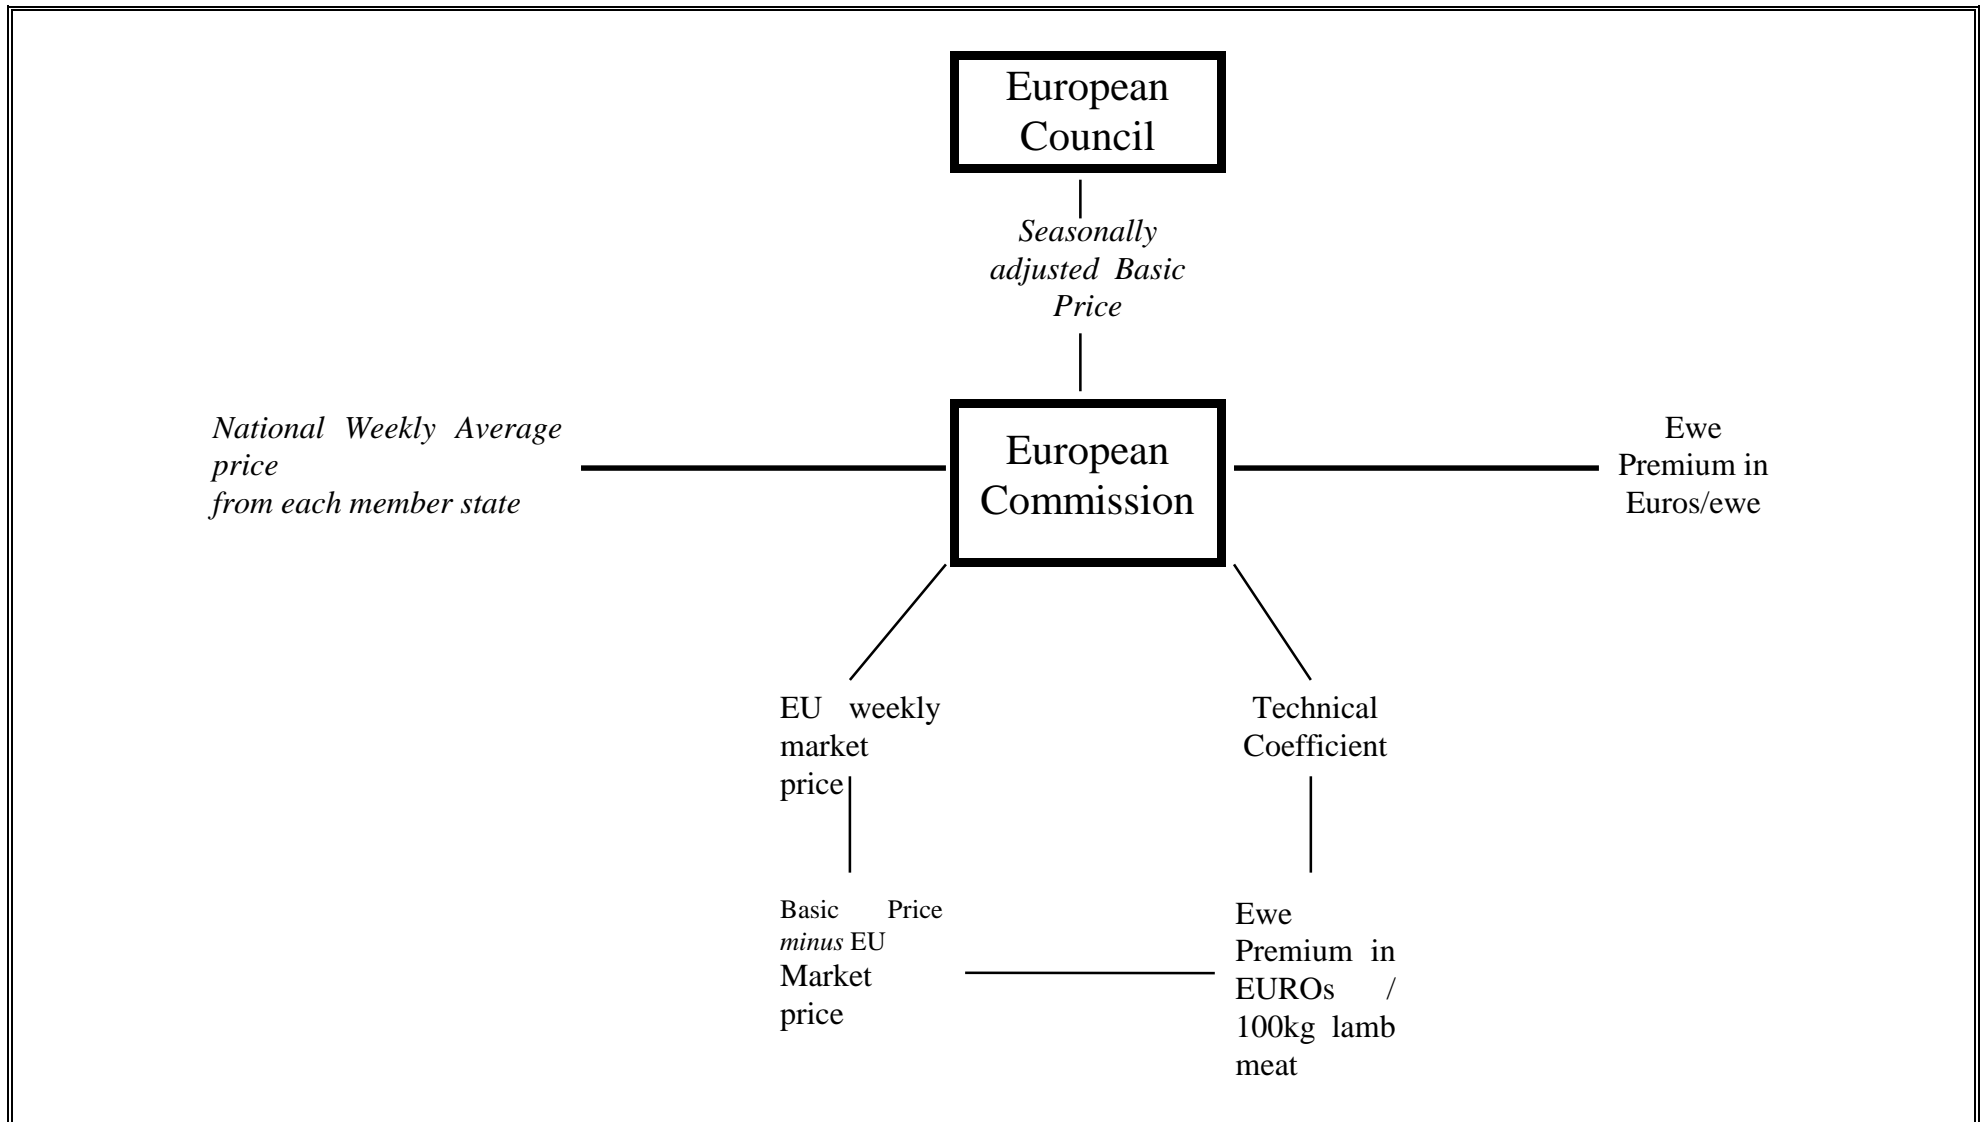 European
Council
Seasonally
adjusted Basic
Price
National Weekly Average
price
from each member state
European
Commission
Ewe
Premium in
Euros/ewe
EU weekly
market
price
Technical
Coefficient
Basic Price
minus EU
Market
price
Ewe
Premium in
EUROs /
100kg lamb
meat